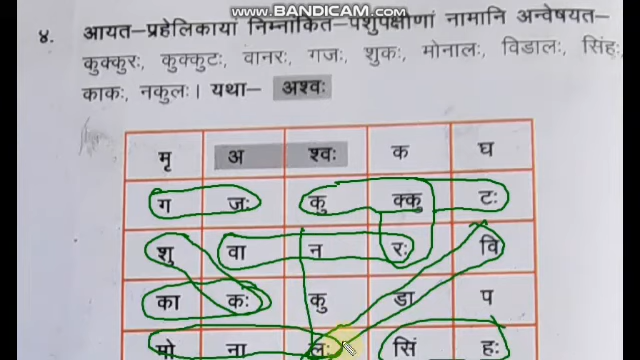 www.BANDICAM.com
४. आयत–प्रहेलिकायां निम्नांकित–पशुपक्षीणां नामानि अन्वेषयत–
कुक्कुरः, कुक्कुटः, वानरः, गजः, शुकः, मोनालः, विडालः, सिंहः,
काकः, नकुलः। यथा– अश्वः
मृ अ श्वः क घ
ग जः कु क्कु टः
शु वा न रः वि
का कः कु डा प
मो ना लः सिं हः